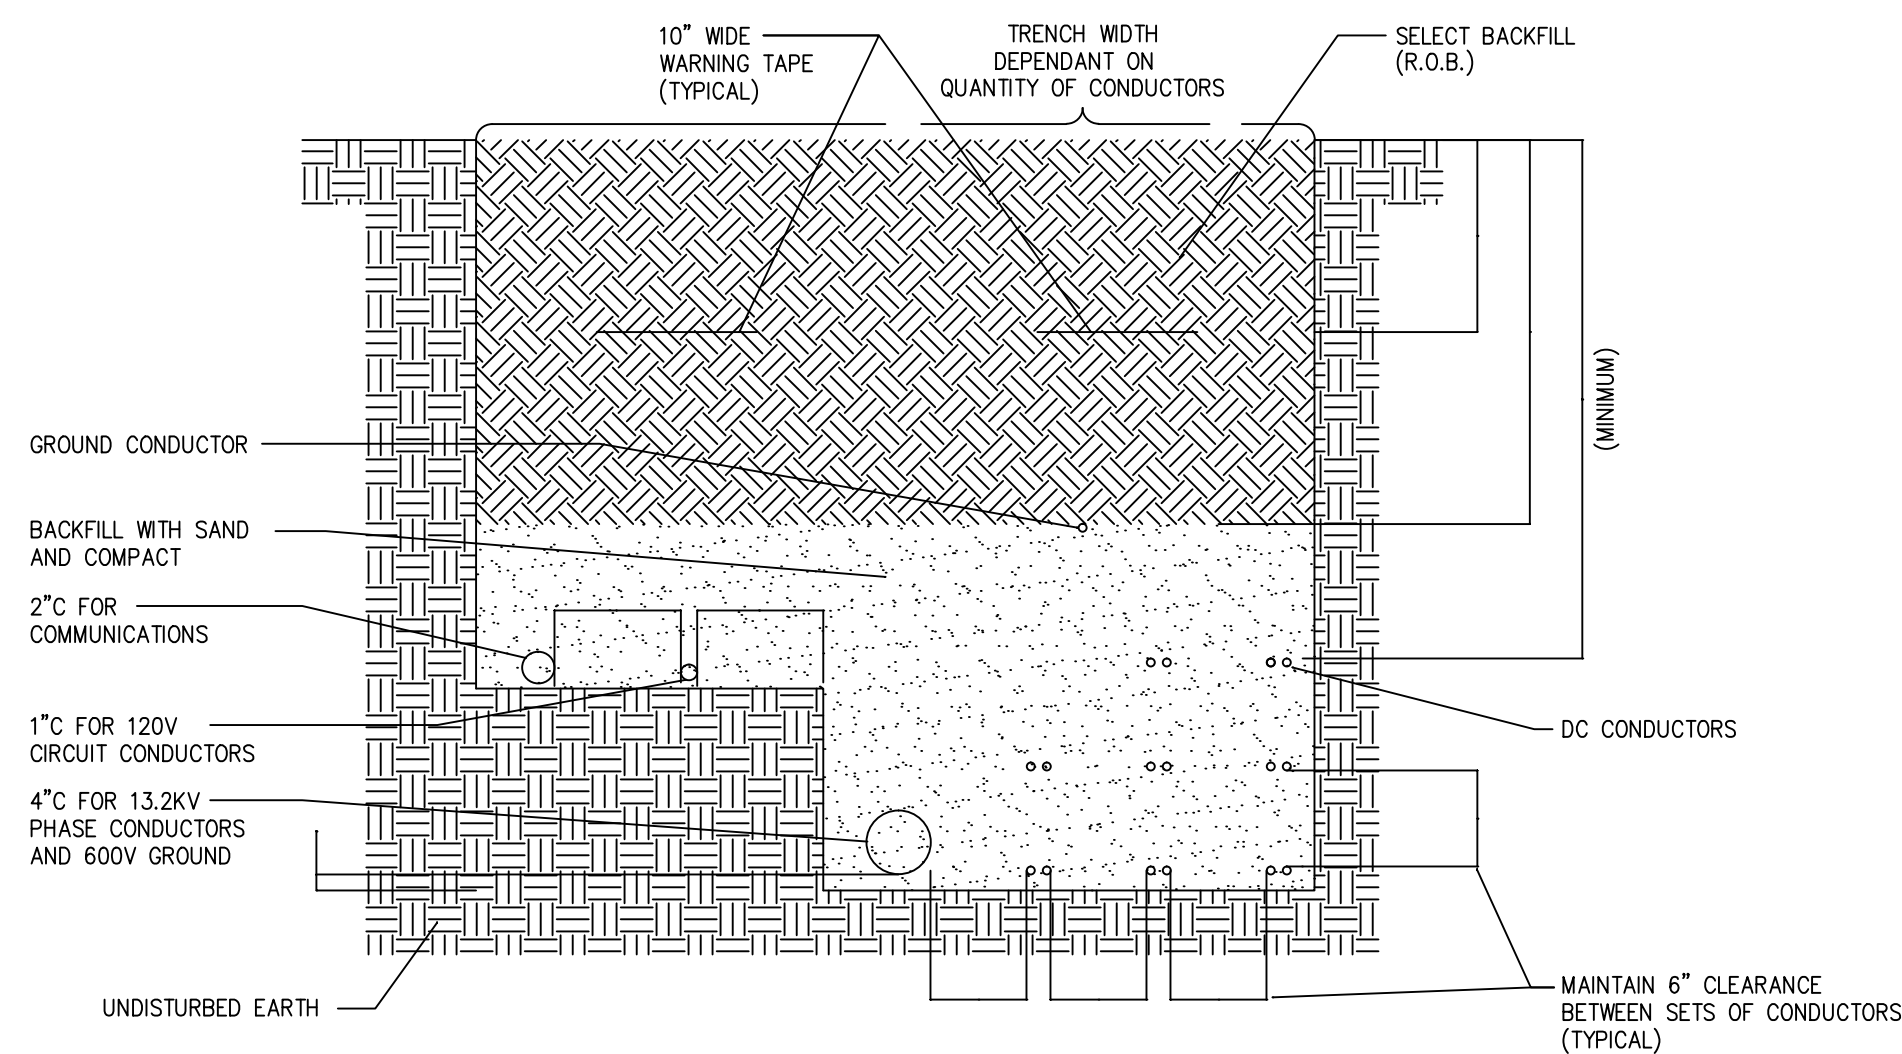 10” WIDE
WARNING TAPE
(TYPICAL)
TRENCH WIDTH
DEPENDANT ON
QUANTITY OF CONDUCTORS
SELECT BACKFILL
(R.O.B.)
(MINIMUM)
GROUND CONDUCTOR
BACKFILL WITH SAND
AND COMPACT
2”C FOR
COMMUNICATIONS
1”C FOR 120V
CIRCUIT CONDUCTORS
DC CONDUCTORS
4”C FOR 13.2KV
PHASE CONDUCTORS
AND 600V GROUND
UNDISTURBED EARTH
MAINTAIN 6” CLEARANCE
BETWEEN SETS OF CONDUCTORS
(TYPICAL)